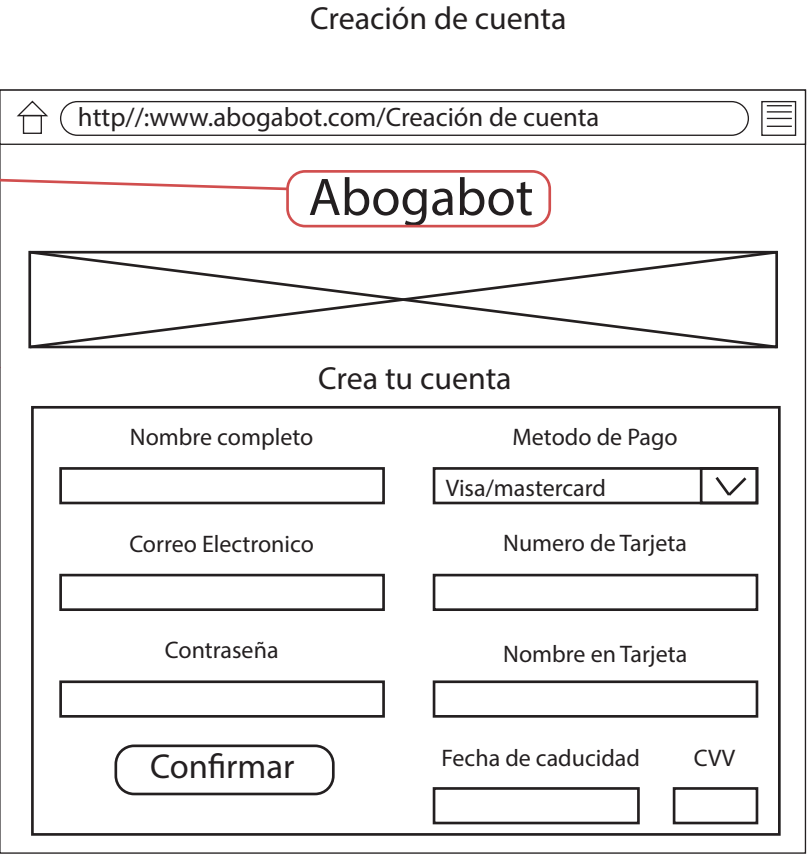 Creación de cuenta
http//:www.abogabot.com/Creación de cuenta
Abogabot
Crea tu cuenta
Nombre completo
Metodo de Pago
Visa/mastercard
Correo Electronico
Numero de Tarjeta
Contraseña
Nombre en Tarjeta
Confirmar
Fecha de caducidad
CVV